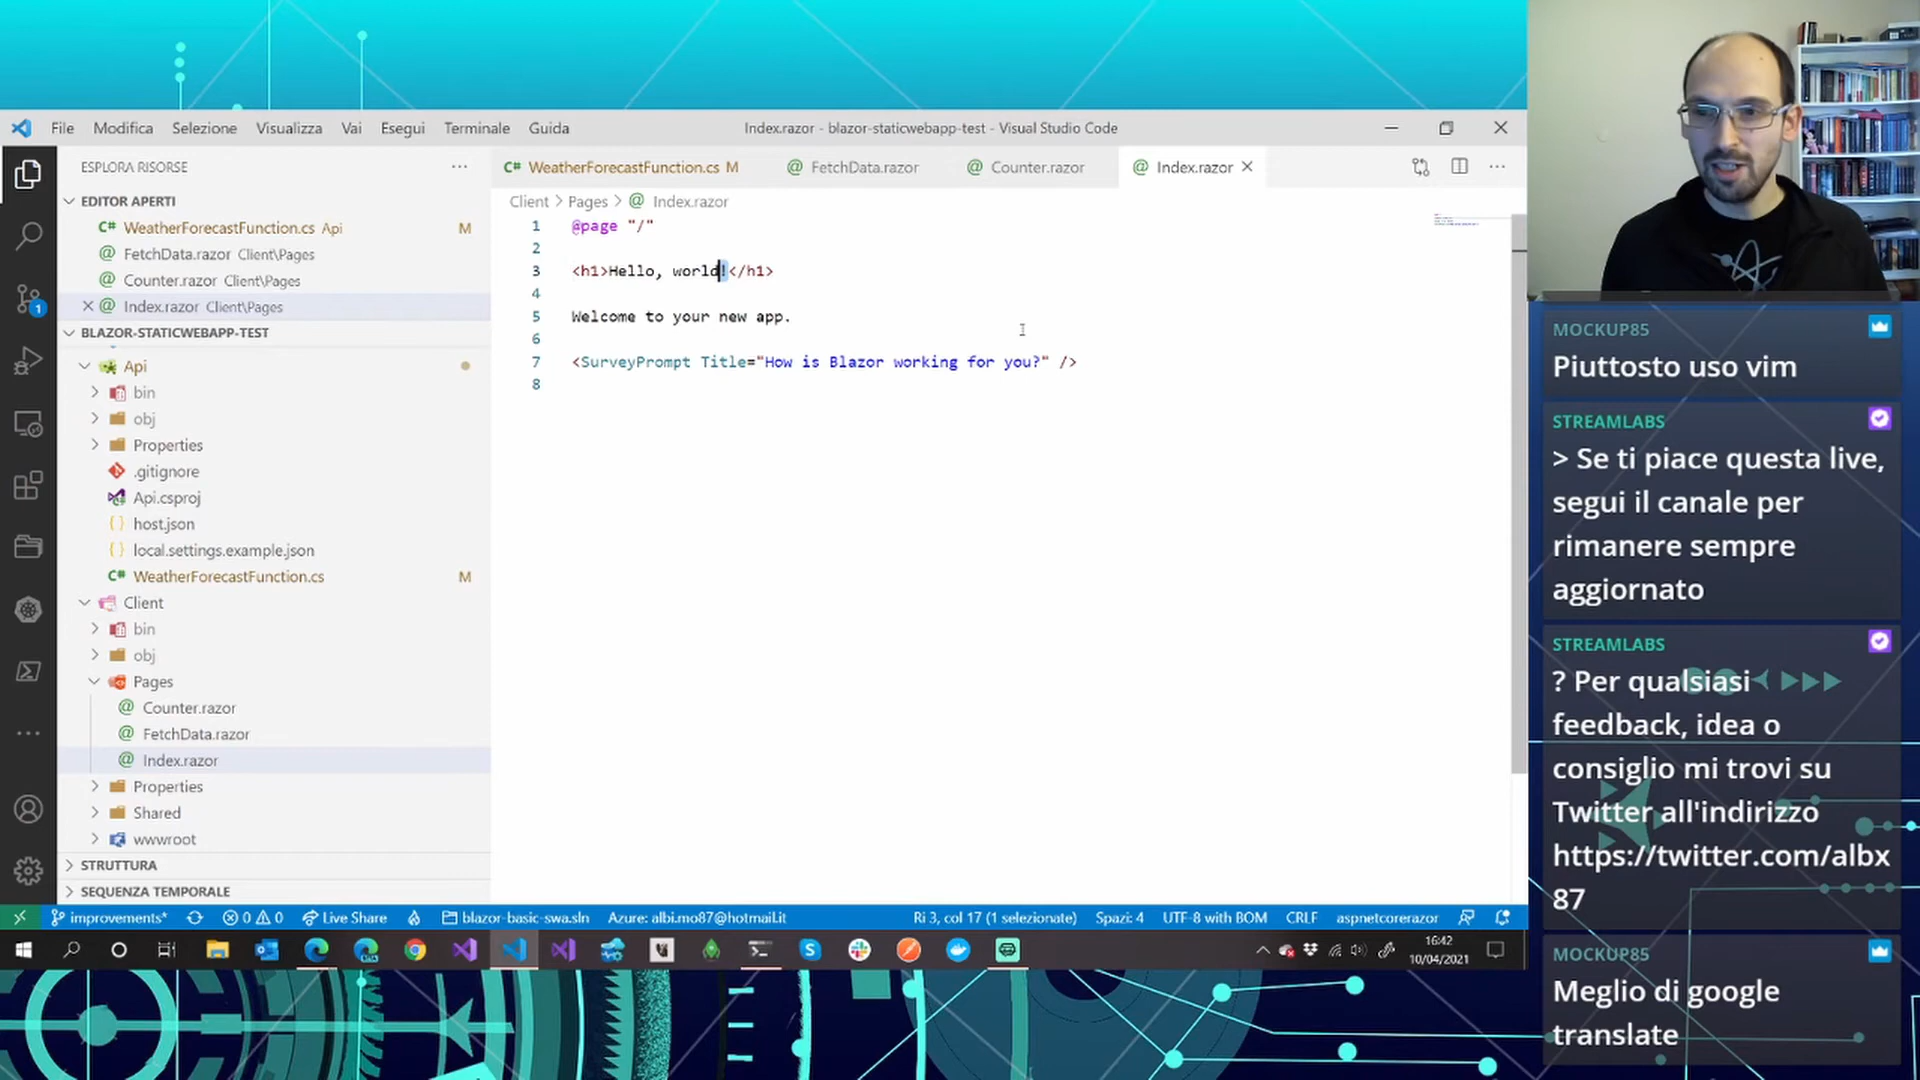 File Modifica Selezione Visualizza Vai Esegui Terminale Guida
Index.razor - blazor-staticwebapp-test - Visual Studio Code
ESPLORA RISORSE
EDITOR APERTI
WeatherForecastFunction.cs Api M
FetchData.razor Client\Pages
Counter.razor Client\Pages
Index.razor Client\Pages
BLAZOR-STATICWEBAPP-TEST
Api
bin
obj
Properties
.gitignore
Api.csproj
host.json
local.settings.example.json
WeatherForecastFunction.cs M
Client
bin
obj
Pages
Counter.razor
FetchData.razor
Index.razor
Properties
Shared
wwwroot
STRUTTURA
SEQUENZA TEMPORALE
1
WeatherForecastFunction.cs M FetchData.razor Counter.razor Index.razor
Client > Pages > Index.razor
1 @page "/"
2
3 <h1>Hello, world!</h1>
4
5 Welcome to your new app.
6
7 <SurveyPrompt Title="How is Blazor working for you?" />
8
improvements* 0 0 Live Share blazor-basic-swa.sln Azure: albi.mo87@hotmail.it Ri 3, col 17 (1 selezionate) Spazi: 4 UTF-8 with BOM CRLF aspnetcorerazor
16:42
10/04/2021
MOCKUP85
Piuttosto uso vim
STREAMLABS
> Se ti piace questa live,
segui il canale per
rimanere sempre
aggiornato
STREAMLABS
? Per qualsiasi
feedback, idea o
consiglio mi trovi su
Twitter all'indirizzo
https://twitter.com/albx
87
MOCKUP85
Meglio di google
translate